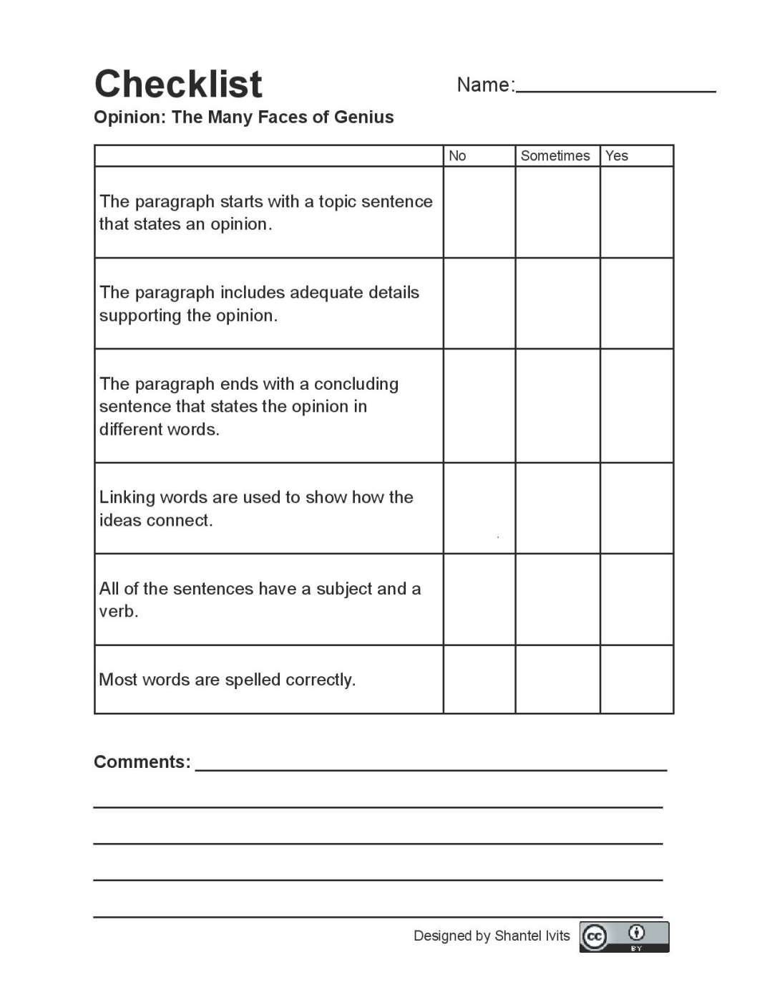 Checklist
Name:
Opinion: The Many Faces of Genius
No Sometimes Yes
The paragraph starts with a topic sentence
that states an opinion.
The paragraph includes adequate details
supporting the opinion.
The paragraph ends with a concluding
sentence that states the opinion in
different words.
Linking words are used to show how the
ideas connect.
All of the sentences have a subject and a
verb.
Most words are spelled correctly.
Comments:
Designed by Shantel Ivits
cc
BY